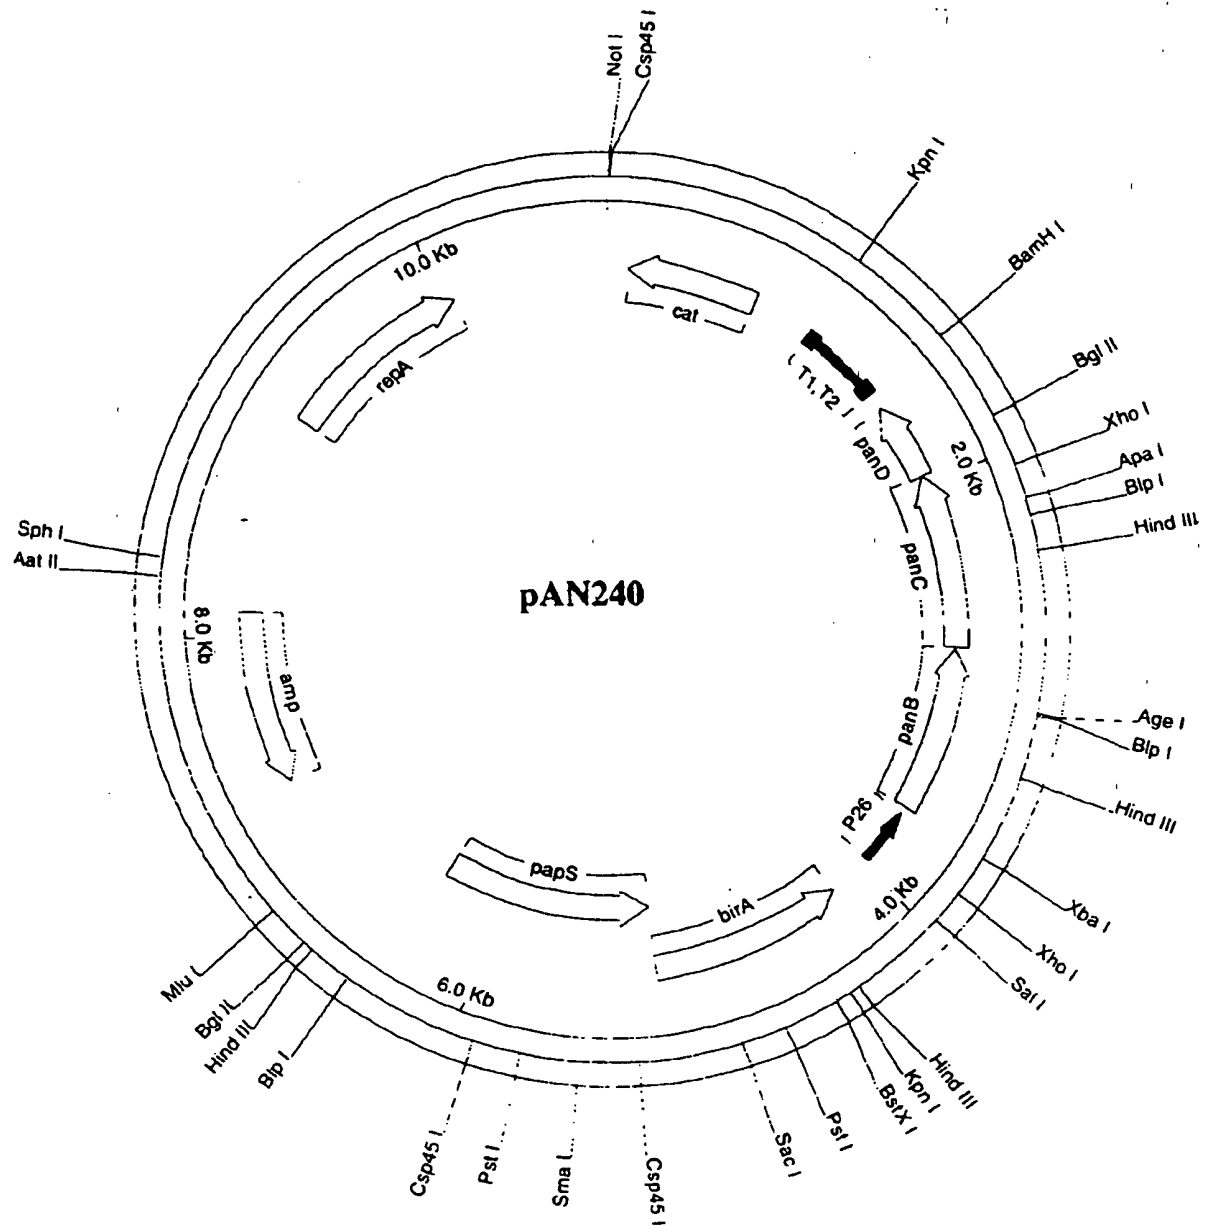 Not I
Csp45 I
Kpn I
BamH I
Bgl II
Xho I
Apa I
Blp I
Hind III
Age I
Blp I
Hind III
Xba I
Xho I
Sal I
Hind III
Kpn I
BstX I
Pst I
Sac I
Csp45 I
Sma I
Pst I
Csp45 I
Blp I
Hind III
Bgl II
Mlu I
Aat II
Sph I
10.0 Kb
2.0 Kb
4.0 Kb
6.0 Kb
8.0 Kb
cat
T1, T2
panD
panC
panB
P26
birA
papS
amp
repA
pAN240